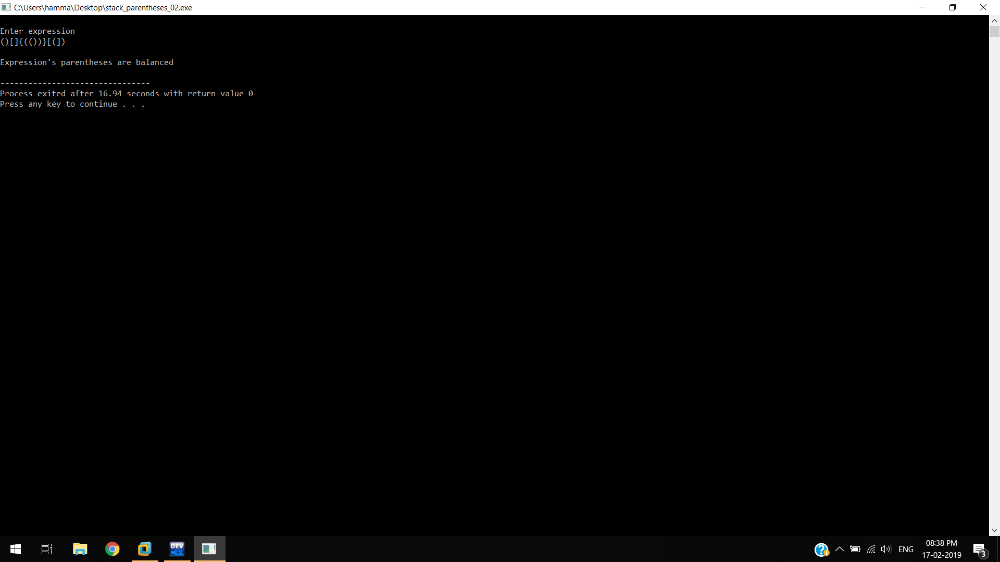 C:\Users\hamma\Desktop\stack_parentheses_02.exe
Enter expression
()[]{(())}[(])
Expression's parentheses are balanced
--------------------------------
Process exited after 16.94 seconds with return value 0
Press any key to continue . . .
DEV
C++
ENG
08:38 PM
17-02-2019
3